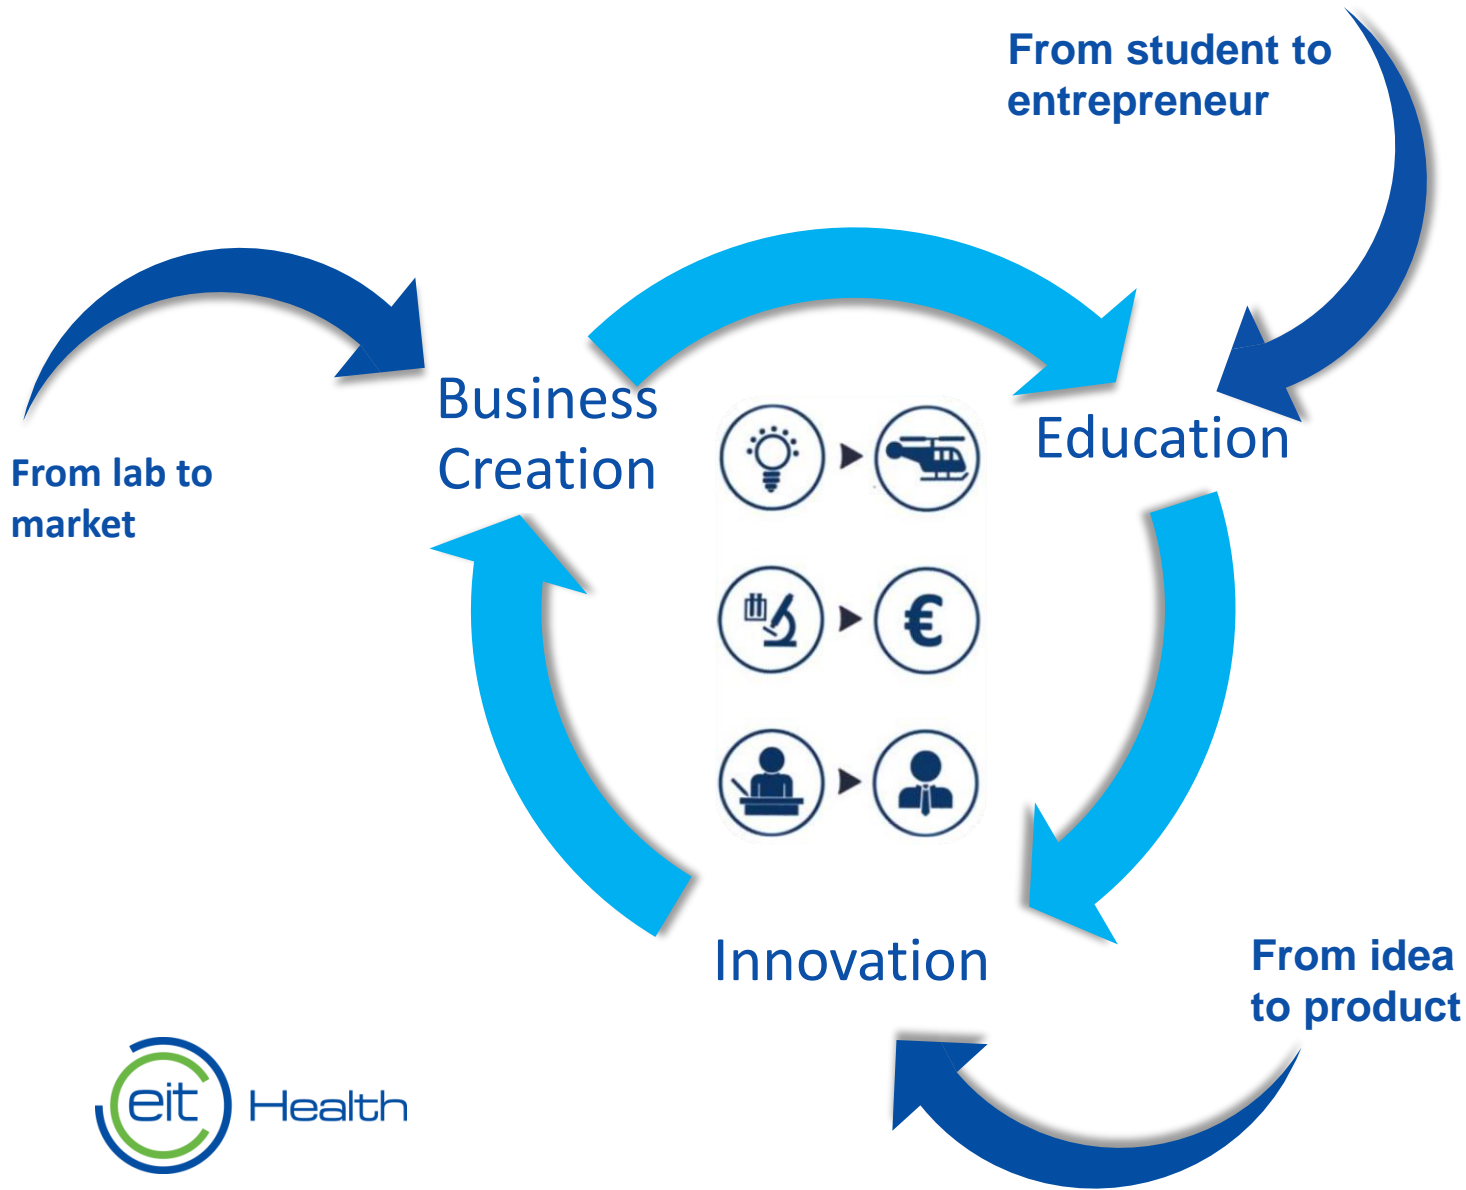 From student to
entrepreneur
Business
Creation
Education
From lab to
market
€
Innovation
From idea
to product
eit Health